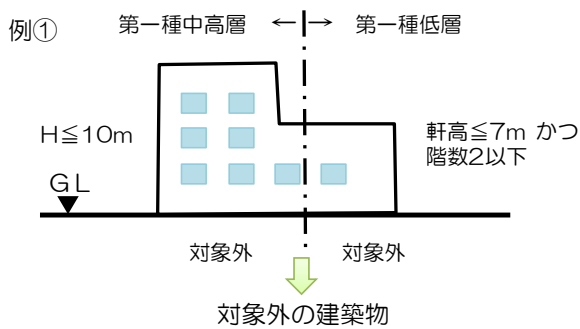 例①
第一種中高層 ←→ 第一種低層
H≦10m
軒高≦7m かつ
階数2以下
GL
対象外 対象外
対象外の建築物